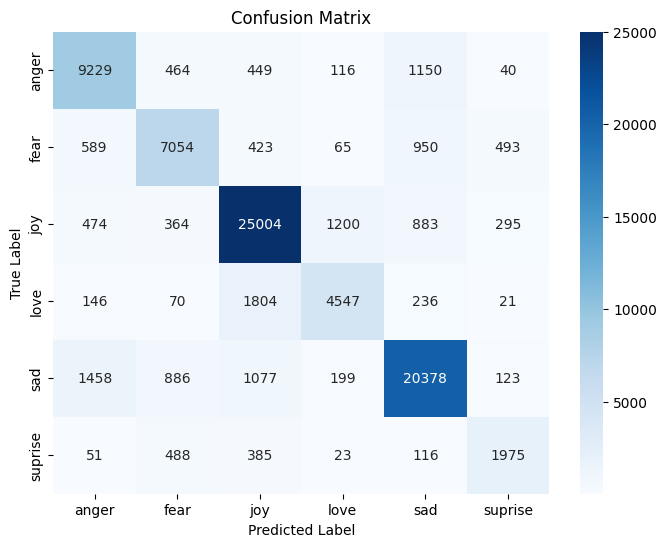 Confusion Matrix
anger 9229 464 449 116 1150 40
fear 589 7054 423 65 950 493
joy 474 364 25004 1200 883 295
love 146 70 1804 4547 236 21
sad 1458 886 1077 199 20378 123
suprise 51 488 385 23 116 1975
anger fear joy love sad suprise
Predicted Label
True Label
25000
20000
15000
10000
5000